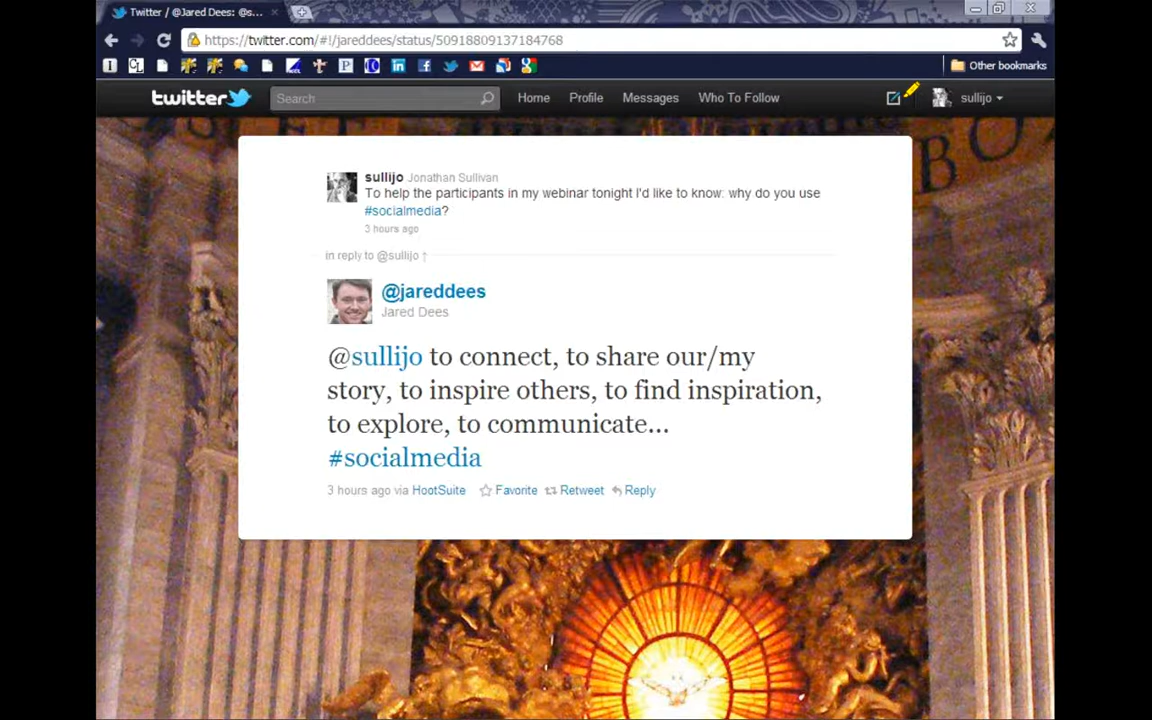 Twitter / @Jared Dees: @s...
https://twitter.com/#!/jareddees/status/50918809137184768
Other bookmarks
twitter
Search
Home
Profile
Messages
Who To Follow
sullijo
sullijo Jonathan Sullivan
To help the participants in my webinar tonight I'd like to know: why do you use
#socialmedia?
3 hours ago
in reply to @sullijo ↑
@jareddees
Jared Dees
@sullijo to connect, to share our/my
story, to inspire others, to find inspiration,
to explore, to communicate...
#socialmedia
3 hours ago via HootSuite Favorite Retweet Reply